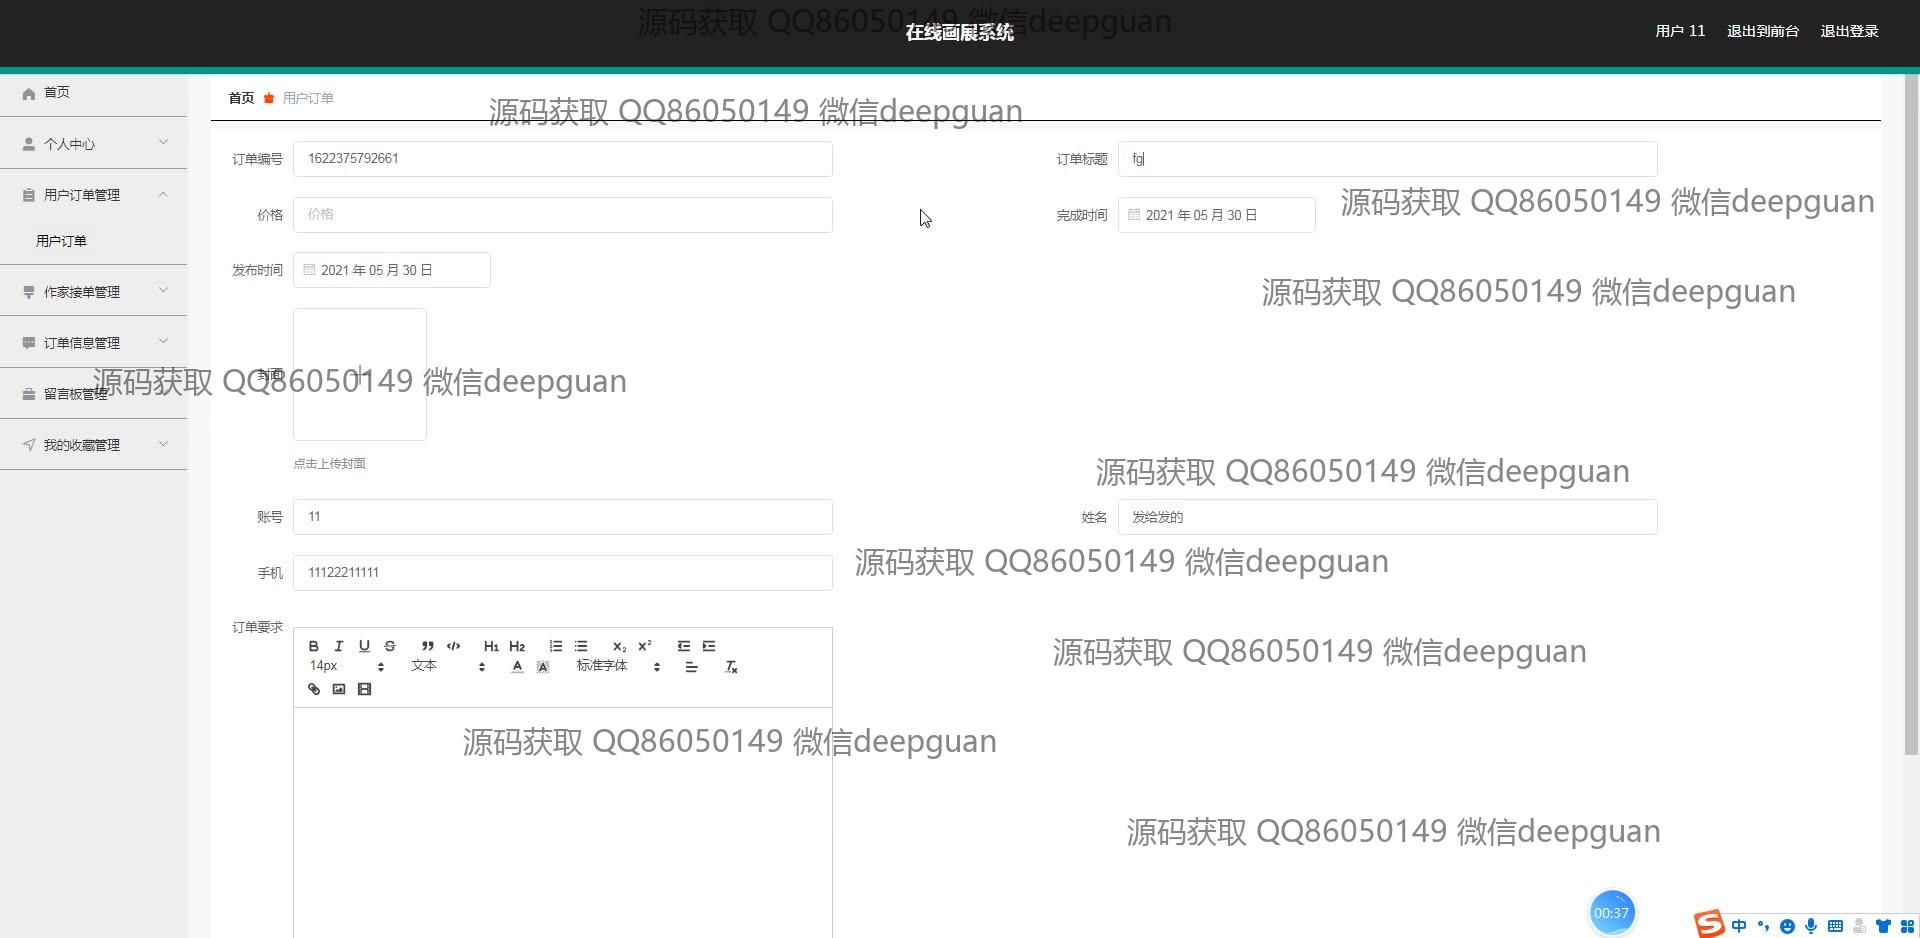 源码获取 QQ86050149 微信deepguan
在线画展系统
用户 11
退出到前台
退出登录
首页
个人中心
用户订单管理
用户订单
作家接单管理
订单信息管理
留言板管理
我的收藏管理
首页 用户订单
源码获取 QQ86050149 微信deepguan
订单编号 1622375792661
订单标题 fg
价格 价格
完成时间 2021 年 05 月 30 日
源码获取 QQ86050149 微信deepguan
发布时间 2021 年 05 月 30 日
源码获取 QQ86050149 微信deepguan
封面
源码获取 QQ86050149 微信deepguan
点击上传封面
源码获取 QQ86050149 微信deepguan
账号 11
姓名 发给发的
源码获取 QQ86050149 微信deepguan
手机 11122211111
订单要求
B I U S H1 H2 X2 X2
14px 文本 A A 标准字体 Tx
源码获取 QQ86050149 微信deepguan
源码获取 QQ86050149 微信deepguan
源码获取 QQ86050149 微信deepguan
00:37
S 中